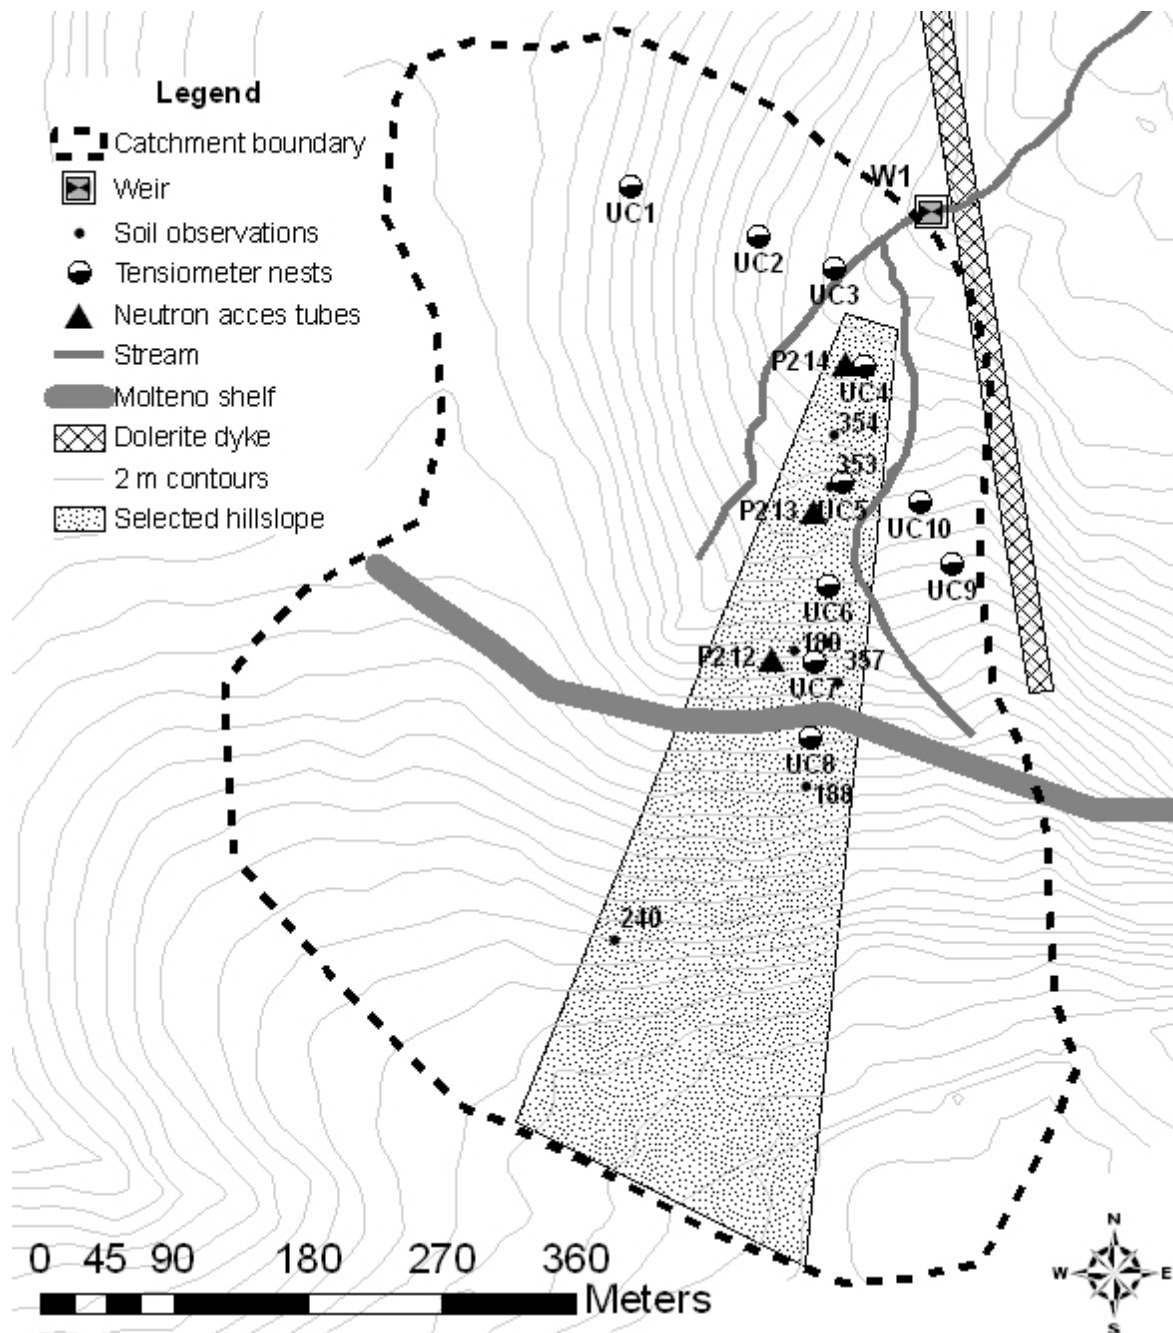 Legend
Catchment boundary
Weir
Soil observations
Tensiometer nests
Neutron acces tubes
Stream
Molteno shelf
Dolerite dyke
2 m contours
Selected hillslope
W1
UC1
UC2
UC3
P214
UC4
354
353
P213
UC5
UC10
UC9
UC6
180
P212
357
UC7
UC8
188
240
0 45 90 180 270 360
Meters
N
W E
S